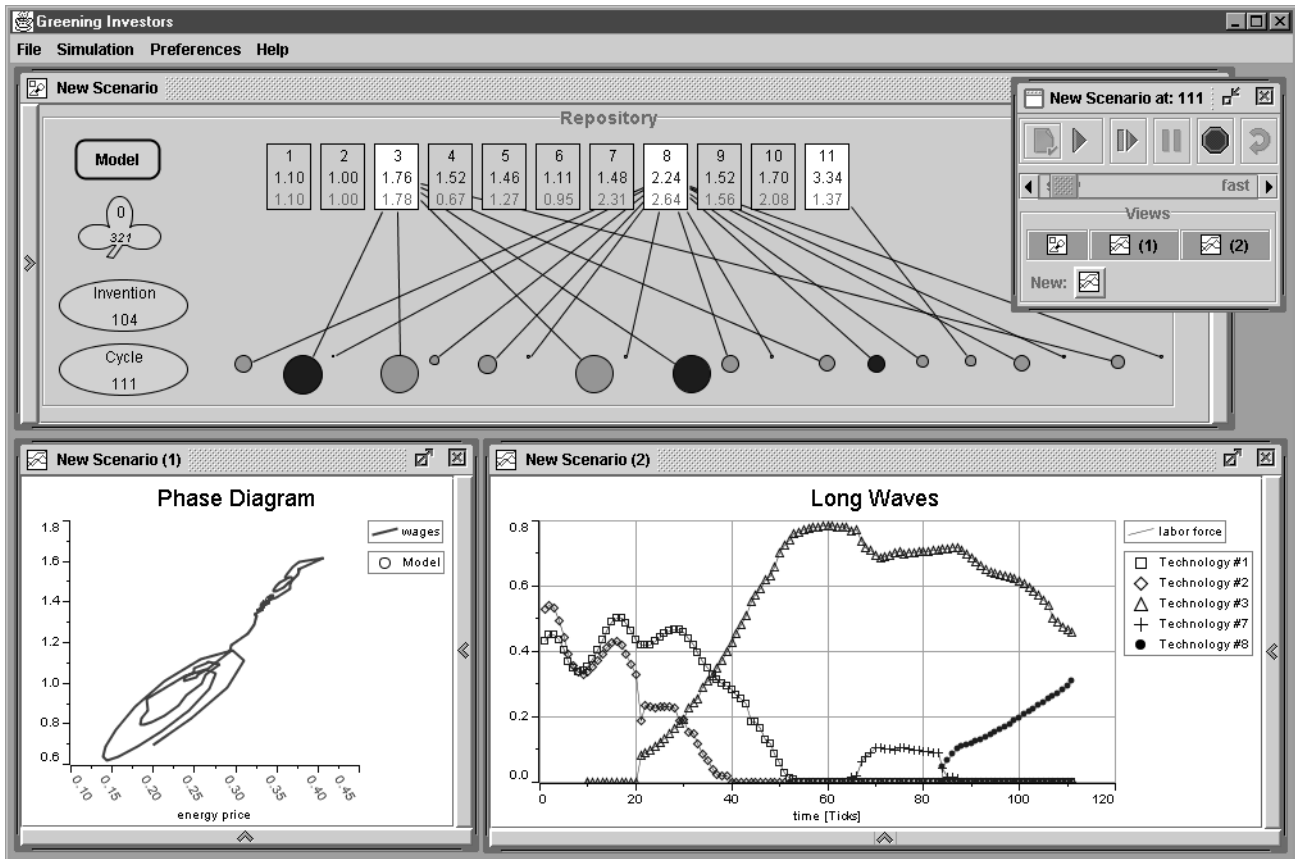 Greening Investors
File Simulation Preferences Help
New Scenario
New Scenario at: 111
Repository
Model
0
321
Invention
104
Cycle
111
1 2 3 4 5 6 7 8 9 10 11
1.10 1.00 1.76 1.52 1.46 1.11 1.48 2.24 1.52 1.70 3.34
1.10 1.00 1.78 0.67 1.27 0.95 2.31 2.64 1.56 2.08 1.37
fast
Views
(1) (2)
New:
New Scenario (1)
Phase Diagram
1.8
1.6
1.4
1.2
1.0
0.8
0.6
0.10 0.15 0.20 0.25 0.30 0.35 0.40 0.45
energy price
wages
Model
New Scenario (2)
Long Waves
0.8
0.6
0.4
0.2
0.0
0 20 40 60 80 100 120
time [Ticks]
labor force
Technology #1
Technology #2
Technology #3
Technology #7
Technology #8